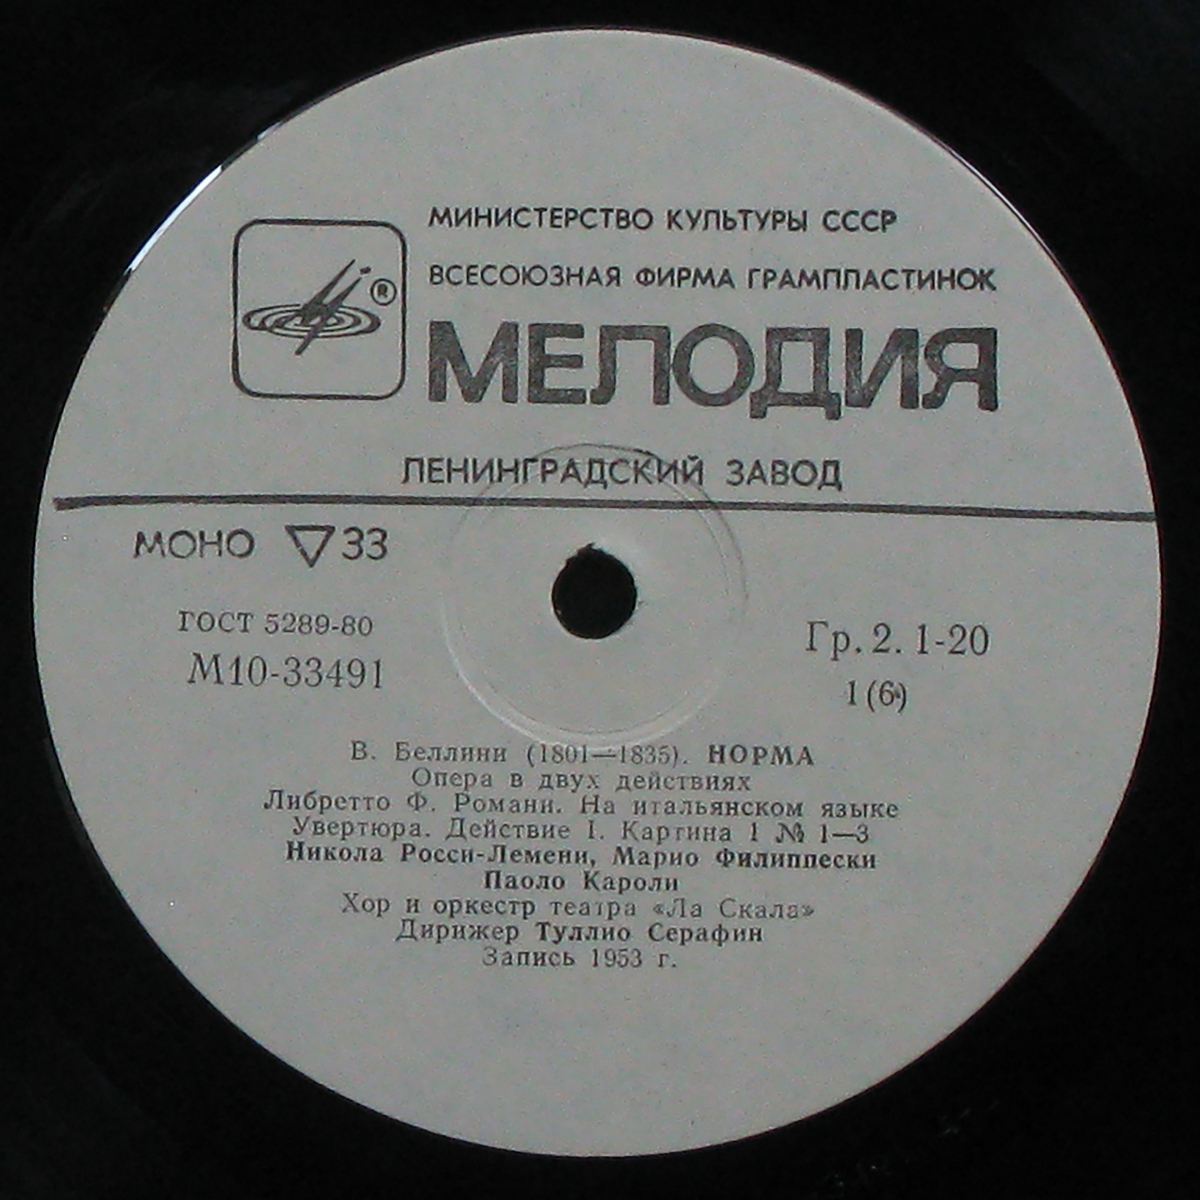 МИНИСТЕРСТВО КУЛЬТУРЫ СССР
ВСЕСОЮЗНАЯ ФИРМА ГРАМПЛАСТИНОК
®
МЕЛОДИЯ
ЛЕНИНГРАДСКИЙ ЗАВОД
МОНО ▽ 33
ГОСТ 5289-80
М10-33491
Гр. 2. 1-20
1 (6)
В. Беллини (1801—1835). НОРМА
Опера в двух действиях
Либретто Ф. Романи. На итальянском языке
Увертюра. Действие I. Картина 1 № 1—3
Никола Росси-Лемени, Марио Филиппески
Паоло Кароли
Хор и оркестр театра «Ла Скала»
Дирижер Туллио Серафин
Запись 1953 г.